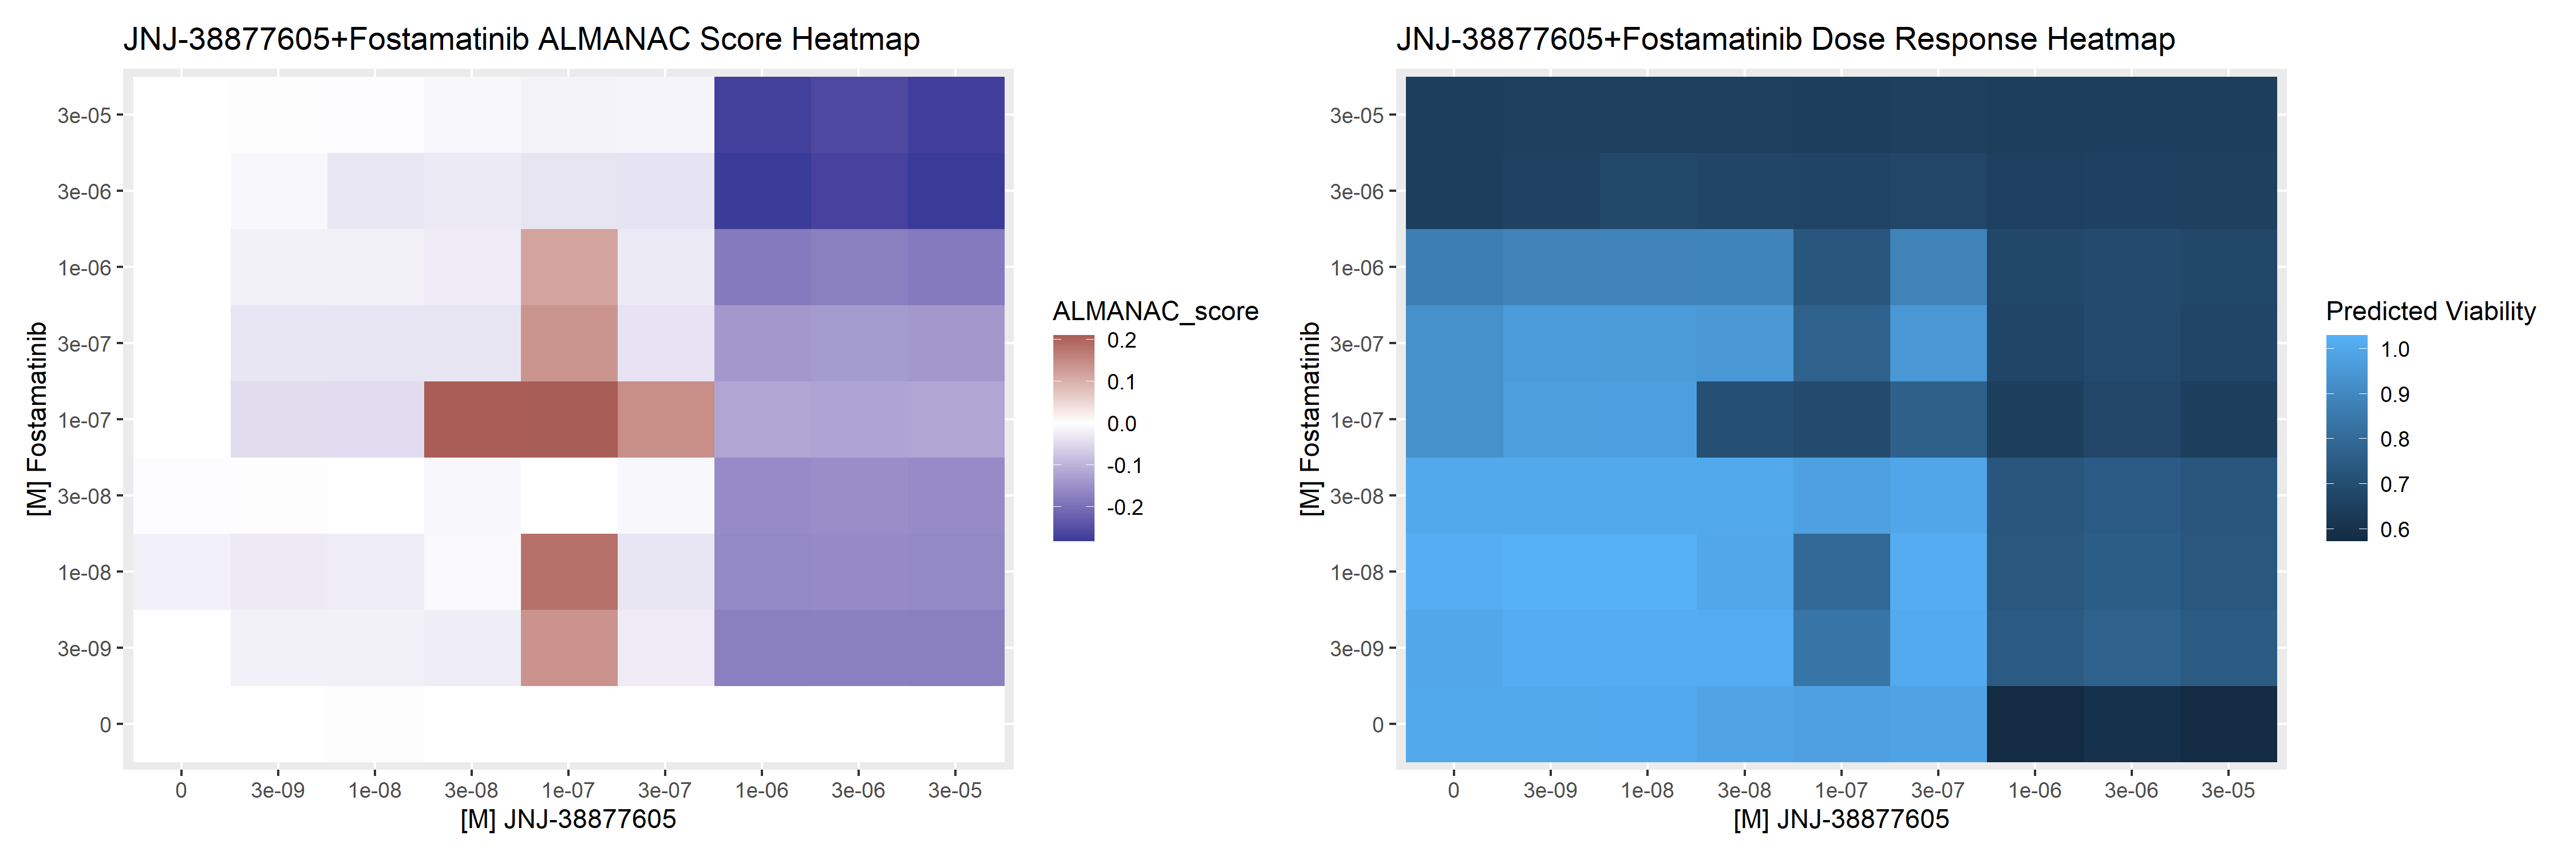 JNJ-38877605+Fostamatinib ALMANAC Score Heatmap
[M] Fostamatinib
3e-05
3e-06
1e-06
3e-07
1e-07
3e-08
1e-08
3e-09
0
0 3e-09 1e-08 3e-08 1e-07 3e-07 1e-06 3e-06 3e-05
[M] JNJ-38877605
ALMANAC_score
0.2
0.1
0.0
-0.1
-0.2
JNJ-38877605+Fostamatinib Dose Response Heatmap
[M] Fostamatinib
3e-05
3e-06
1e-06
3e-07
1e-07
3e-08
1e-08
3e-09
0
0 3e-09 1e-08 3e-08 1e-07 3e-07 1e-06 3e-06 3e-05
[M] JNJ-38877605
Predicted Viability
1.0
0.9
0.8
0.7
0.6